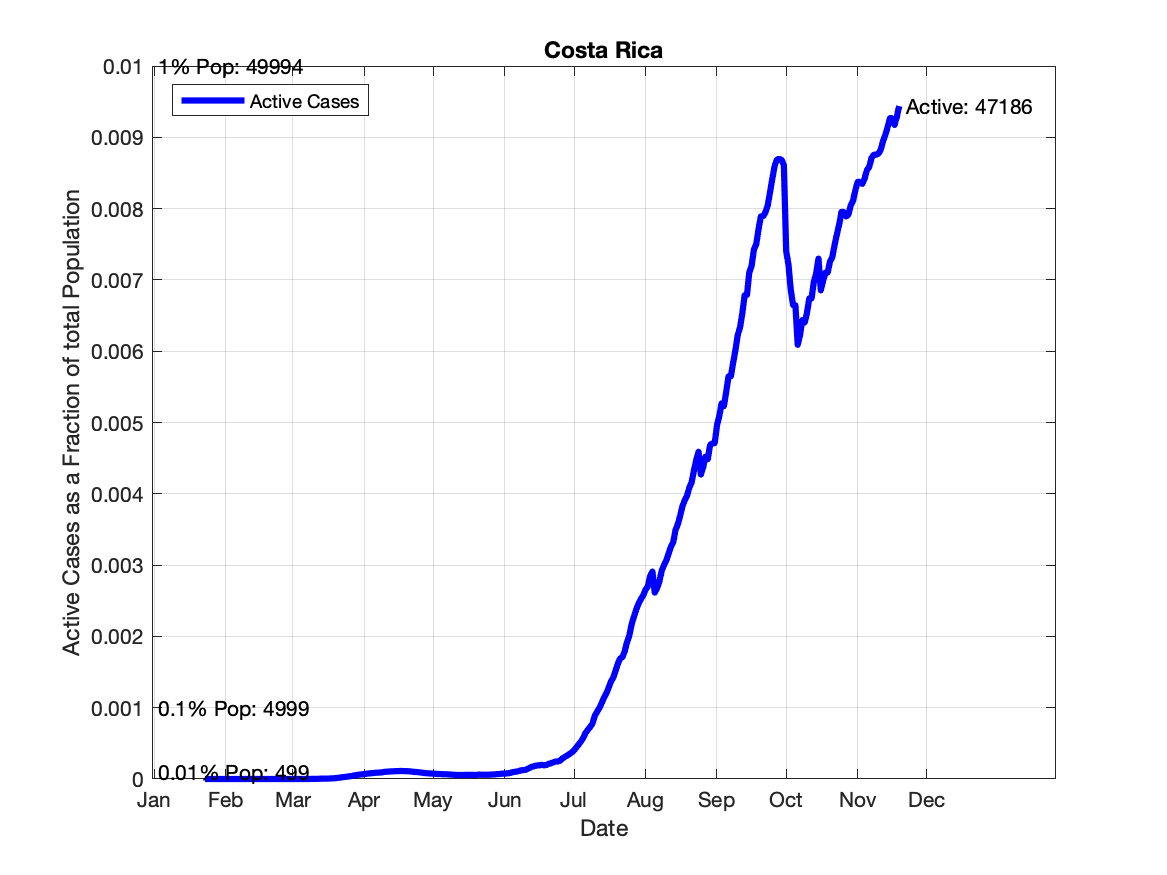 Costa Rica
0.01
1% Pop: 49994
Active Cases
Active: 47186
0.009
0.008
0.007
0.006
0.005
0.004
0.003
0.002
0.001
0.1% Pop: 4999
0.01% Pop: 499
0
Active Cases as a Fraction of total Population
Jan Feb Mar Apr May Jun Jul Aug Sep Oct Nov Dec
Date